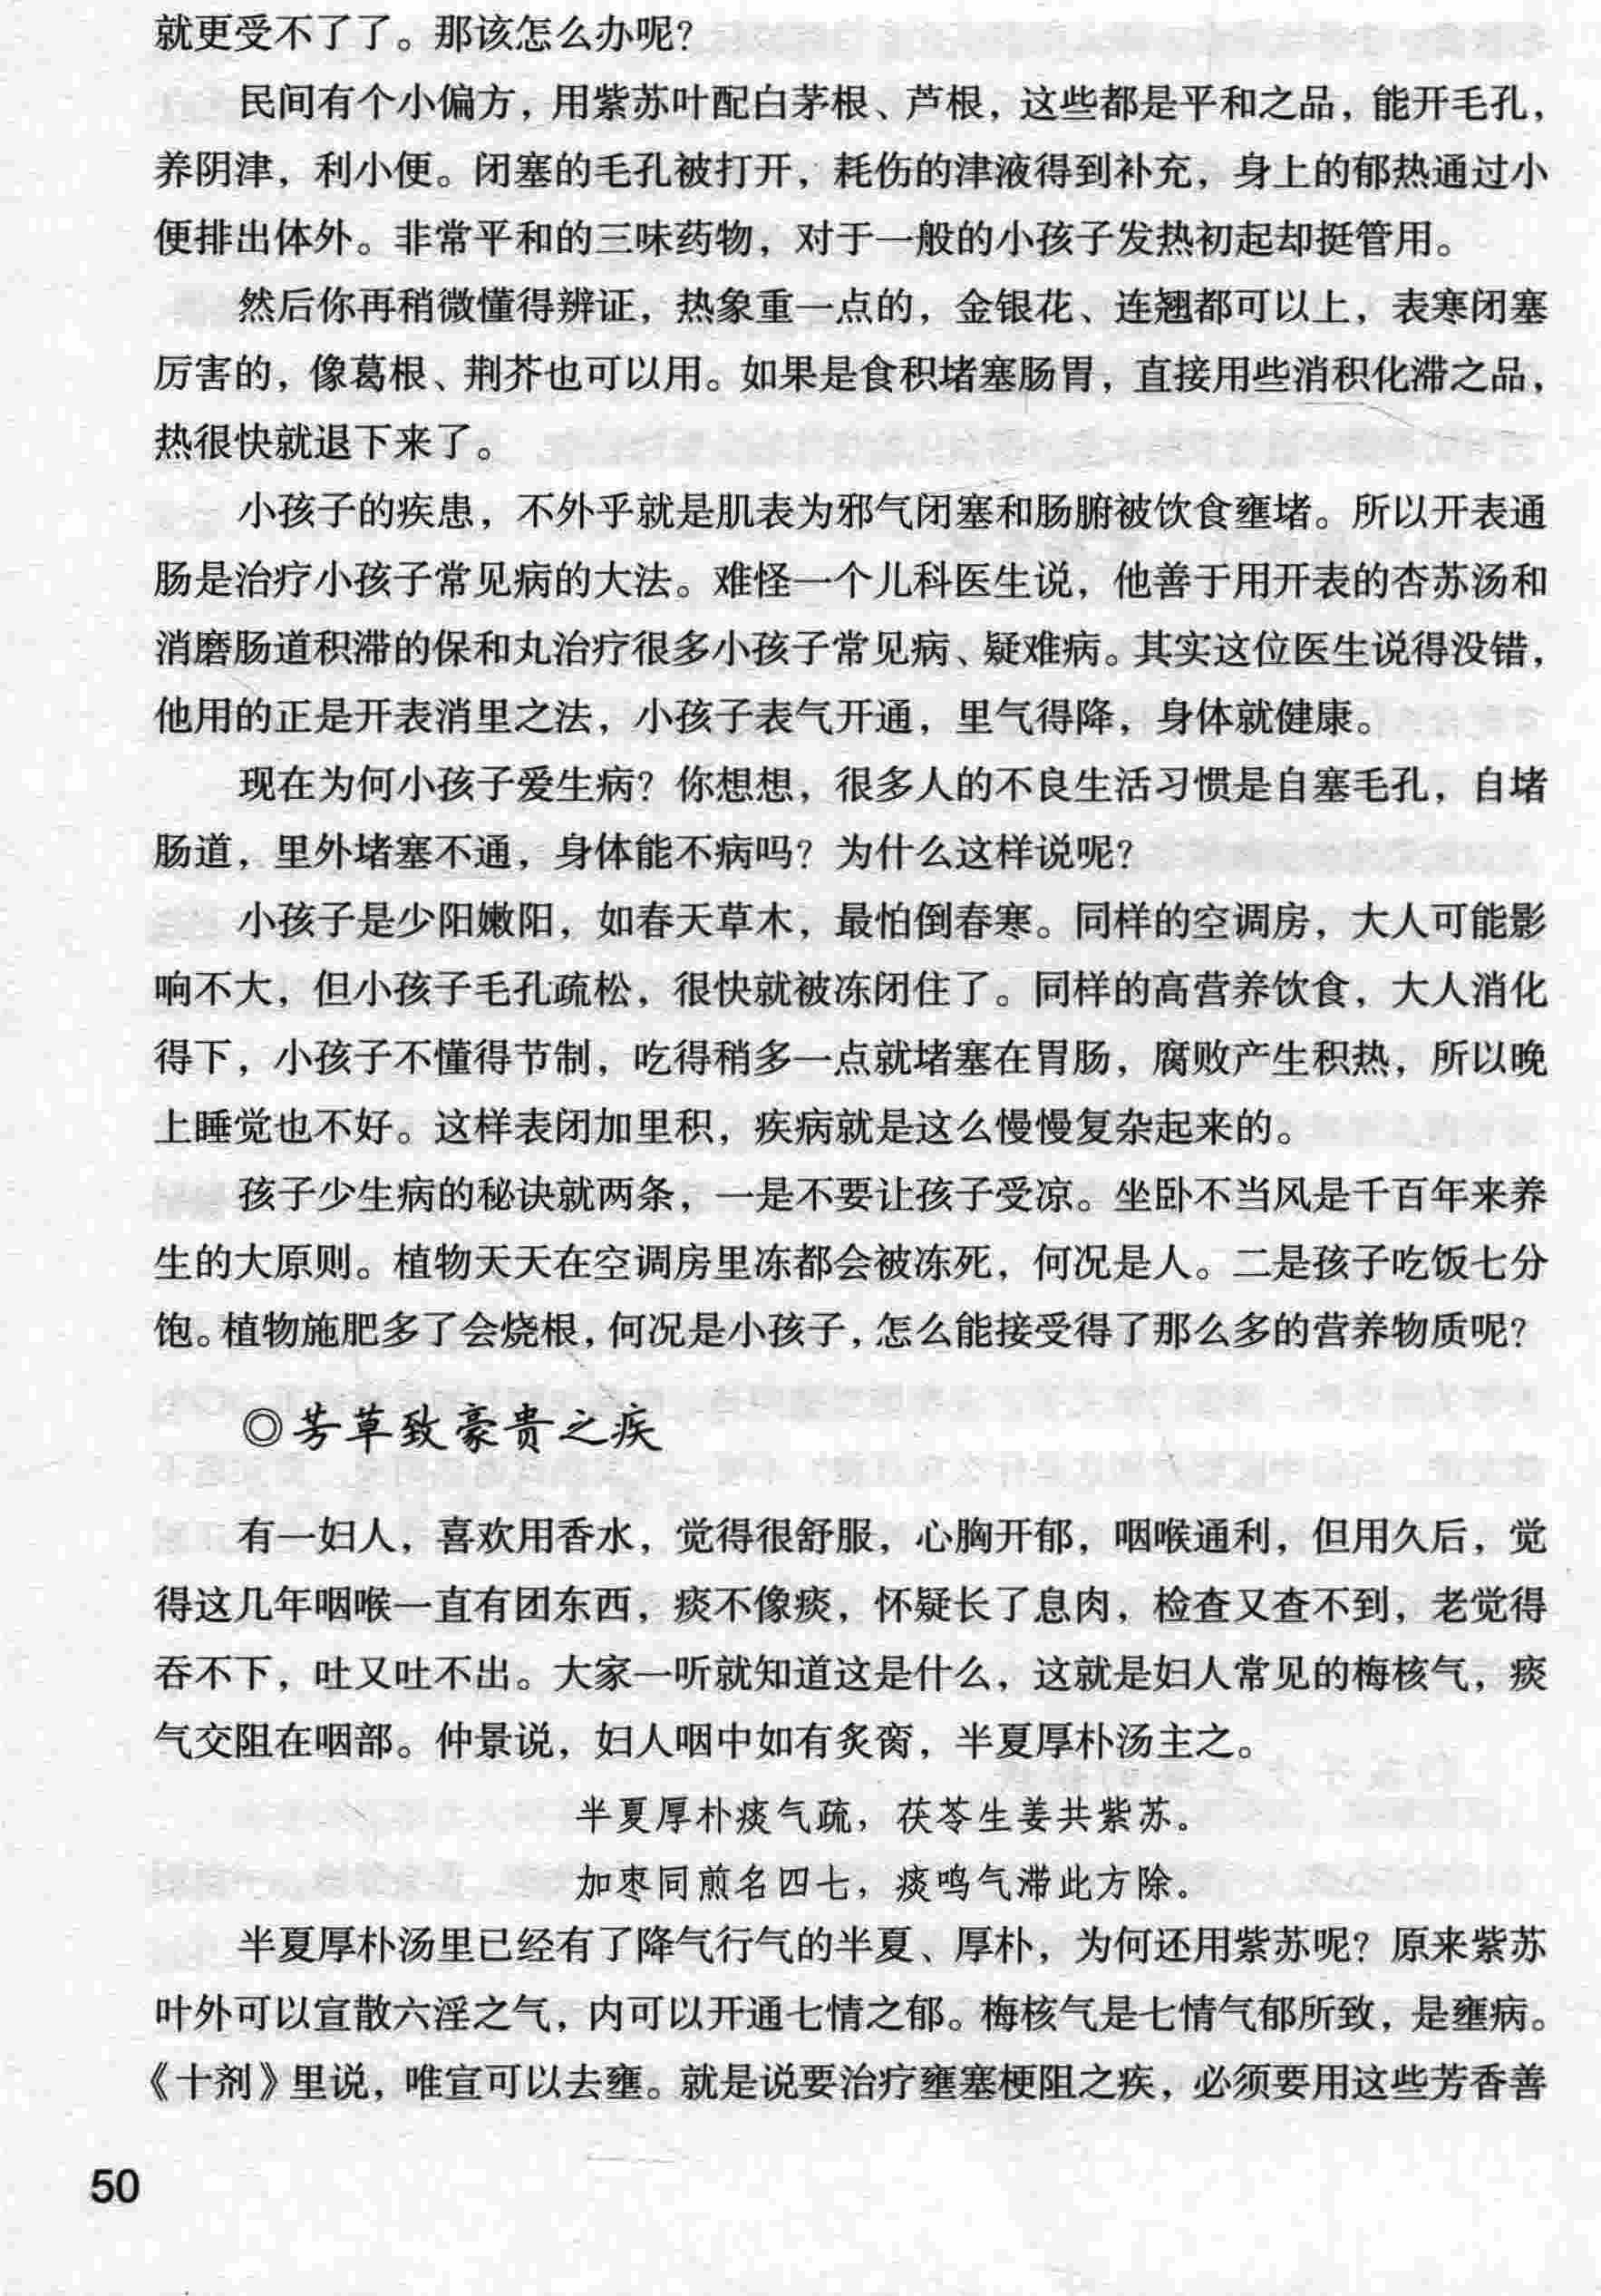 就更受不了了。那该怎么办呢？
民间有个小偏方，用紫苏叶配白茅根、芦根，这些都是平和之品，能开毛孔，
养阴津，利小便。闭塞的毛孔被打开，耗伤的津液得到补充，身上的郁热通过小
便排出体外。非常平和的三味药物，对于一般的小孩子发热初起却挺管用。
然后你再稍微懂得辨证，热象重一点的，金银花、连翘都可以上，表寒闭塞
厉害的，像葛根、荆芥也可以用。如果是食积堵塞肠胃，直接用些消积化滞之品，
热很快就退下来了。
小孩子的疾患，不外乎就是肌表为邪气闭塞和肠腑被饮食壅堵。所以开表通
肠是治疗小孩子常见病的大法。难怪一个儿科医生说，他善于用开表的杏苏汤和
消磨肠道积滞的保和丸治疗很多小孩子常见病、疑难病。其实这位医生说得没错，
他用的正是开表消里之法，小孩子表气开通，里气得降，身体就健康。
现在为何小孩子爱生病？你想想，很多人的不良生活习惯是自塞毛孔，自堵
肠道，里外堵塞不通，身体能不病吗？为什么这样说呢？
小孩子是少阳嫩阳，如春天草木，最怕倒春寒。同样的空调房，大人可能影
响不大，但小孩子毛孔疏松，很快就被冻闭住了。同样的高营养饮食，大人消化
得下，小孩子不懂得节制，吃得稍多一点就堵塞在胃肠，腐败产生积热，所以晚
上睡觉也不好。这样表闭加里积，疾病就是这么慢慢复杂起来的。
孩子少生病的秘诀就两条，一是不要让孩子受凉。坐卧不当风是千百年来养
生的大原则。植物天天在空调房里冻都会被冻死，何况是人。二是孩子吃饭七分
饱。植物施肥多了会烧根，何况是小孩子，怎么能接受得了那么多的营养物质呢？
◎芳草致豪贵之疾
有一妇人，喜欢用香水，觉得很舒服，心胸开郁，咽喉通利，但用久后，觉
得这几年咽喉一直有团东西，痰不像痰，怀疑长了息肉，检查又查不到，老觉得
吞不下，吐又吐不出。大家一听就知道这是什么，这就是妇人常见的梅核气，痰
气交阻在咽部。仲景说，妇人咽中如有炙脔，半夏厚朴汤主之。
半夏厚朴痰气疏，茯苓生姜共紫苏。
加枣同煎名四七，痰鸣气滞此方除。
半夏厚朴汤里已经有了降气行气的半夏、厚朴，为何还用紫苏呢？原来紫苏
叶外可以宣散六淫之气，内可以开通七情之郁。梅核气是七情气郁所致，是壅病。
《十剂》里说，唯宣可以去壅。就是说要治疗壅塞梗阻之疾，必须要用这些芳香善
50